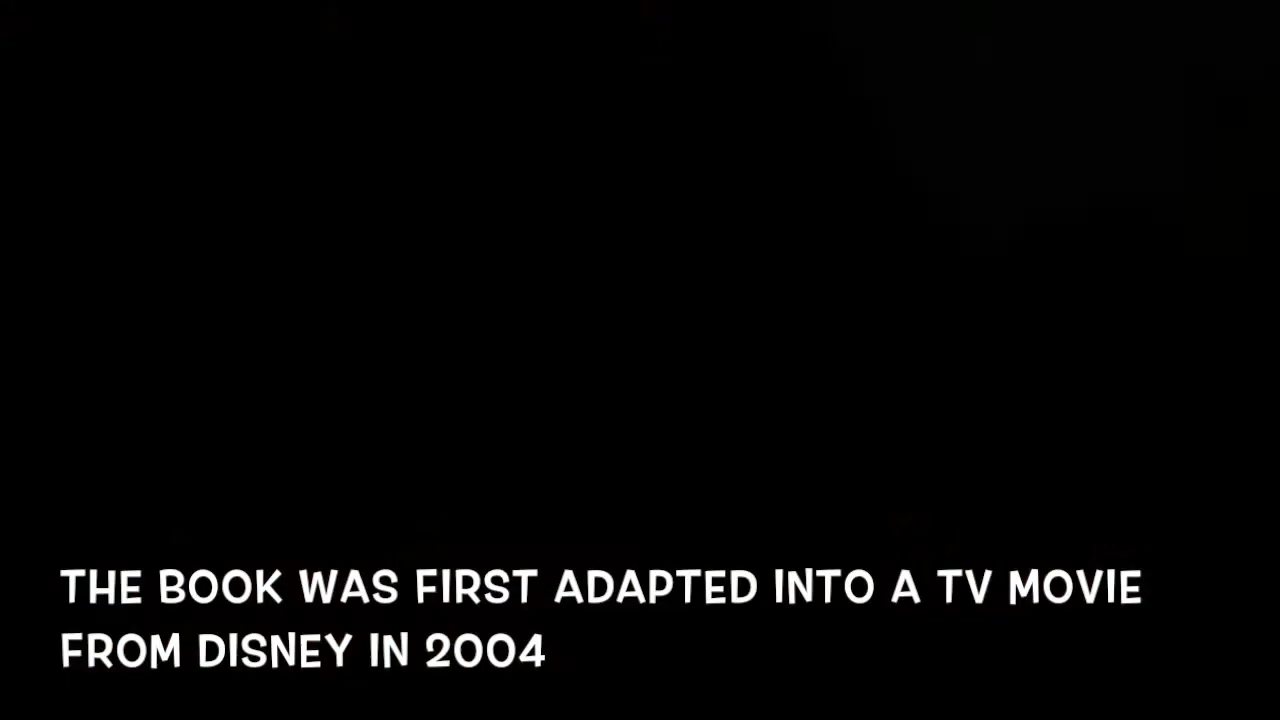 THE BOOK WAS FIRST ADAPTED INTO A TV MOVIE
FROM DISNEY IN 2004